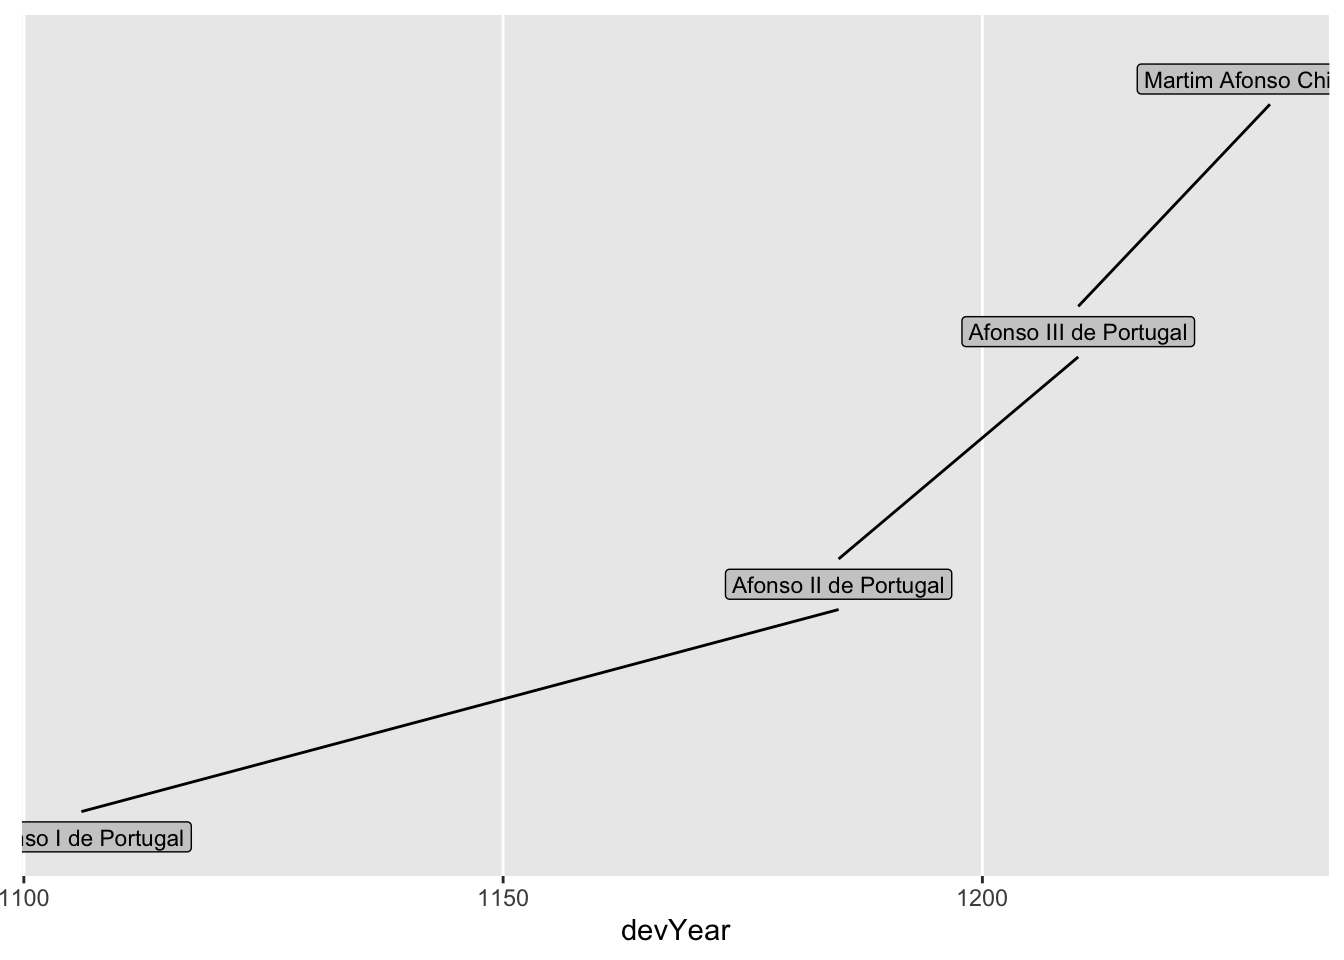 Martim Afonso Chi
Afonso III de Portugal
Afonso II de Portugal
nso I de Portugal
1100 1150 1200
devYear